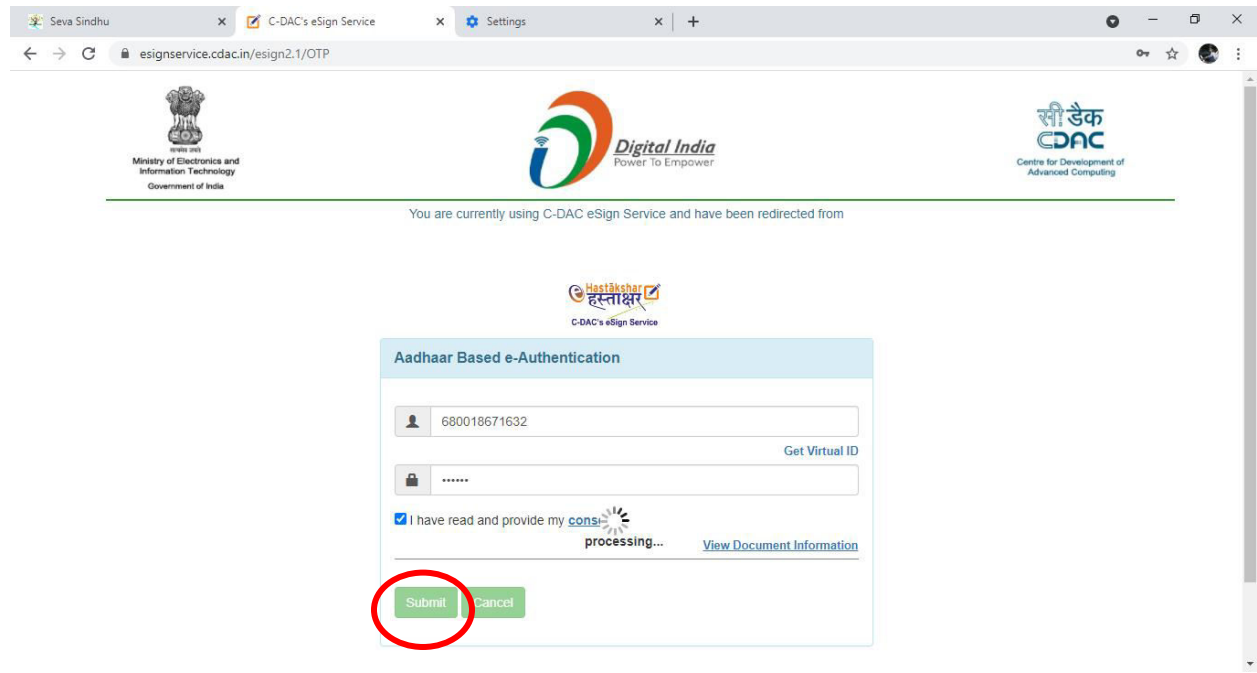 Seva Sindhu
C-DAC's eSign Service
Settings
esignservice.cdac.in/esign2.1/OTP
Ministry of Electronics and
Information Technology
Government of India
Digital India
Power To Empower
सी डैक
CDAC
Centre for Development of
Advanced Computing
You are currently using C-DAC eSign Service and have been redirected from
e Hastākshar
हस्ताक्षर
C-DAC's eSign Service
Aadhaar Based e-Authentication
680018671632
Get Virtual ID
••••••
I have read and provide my
processing...
View Document Information
Submit Cancel